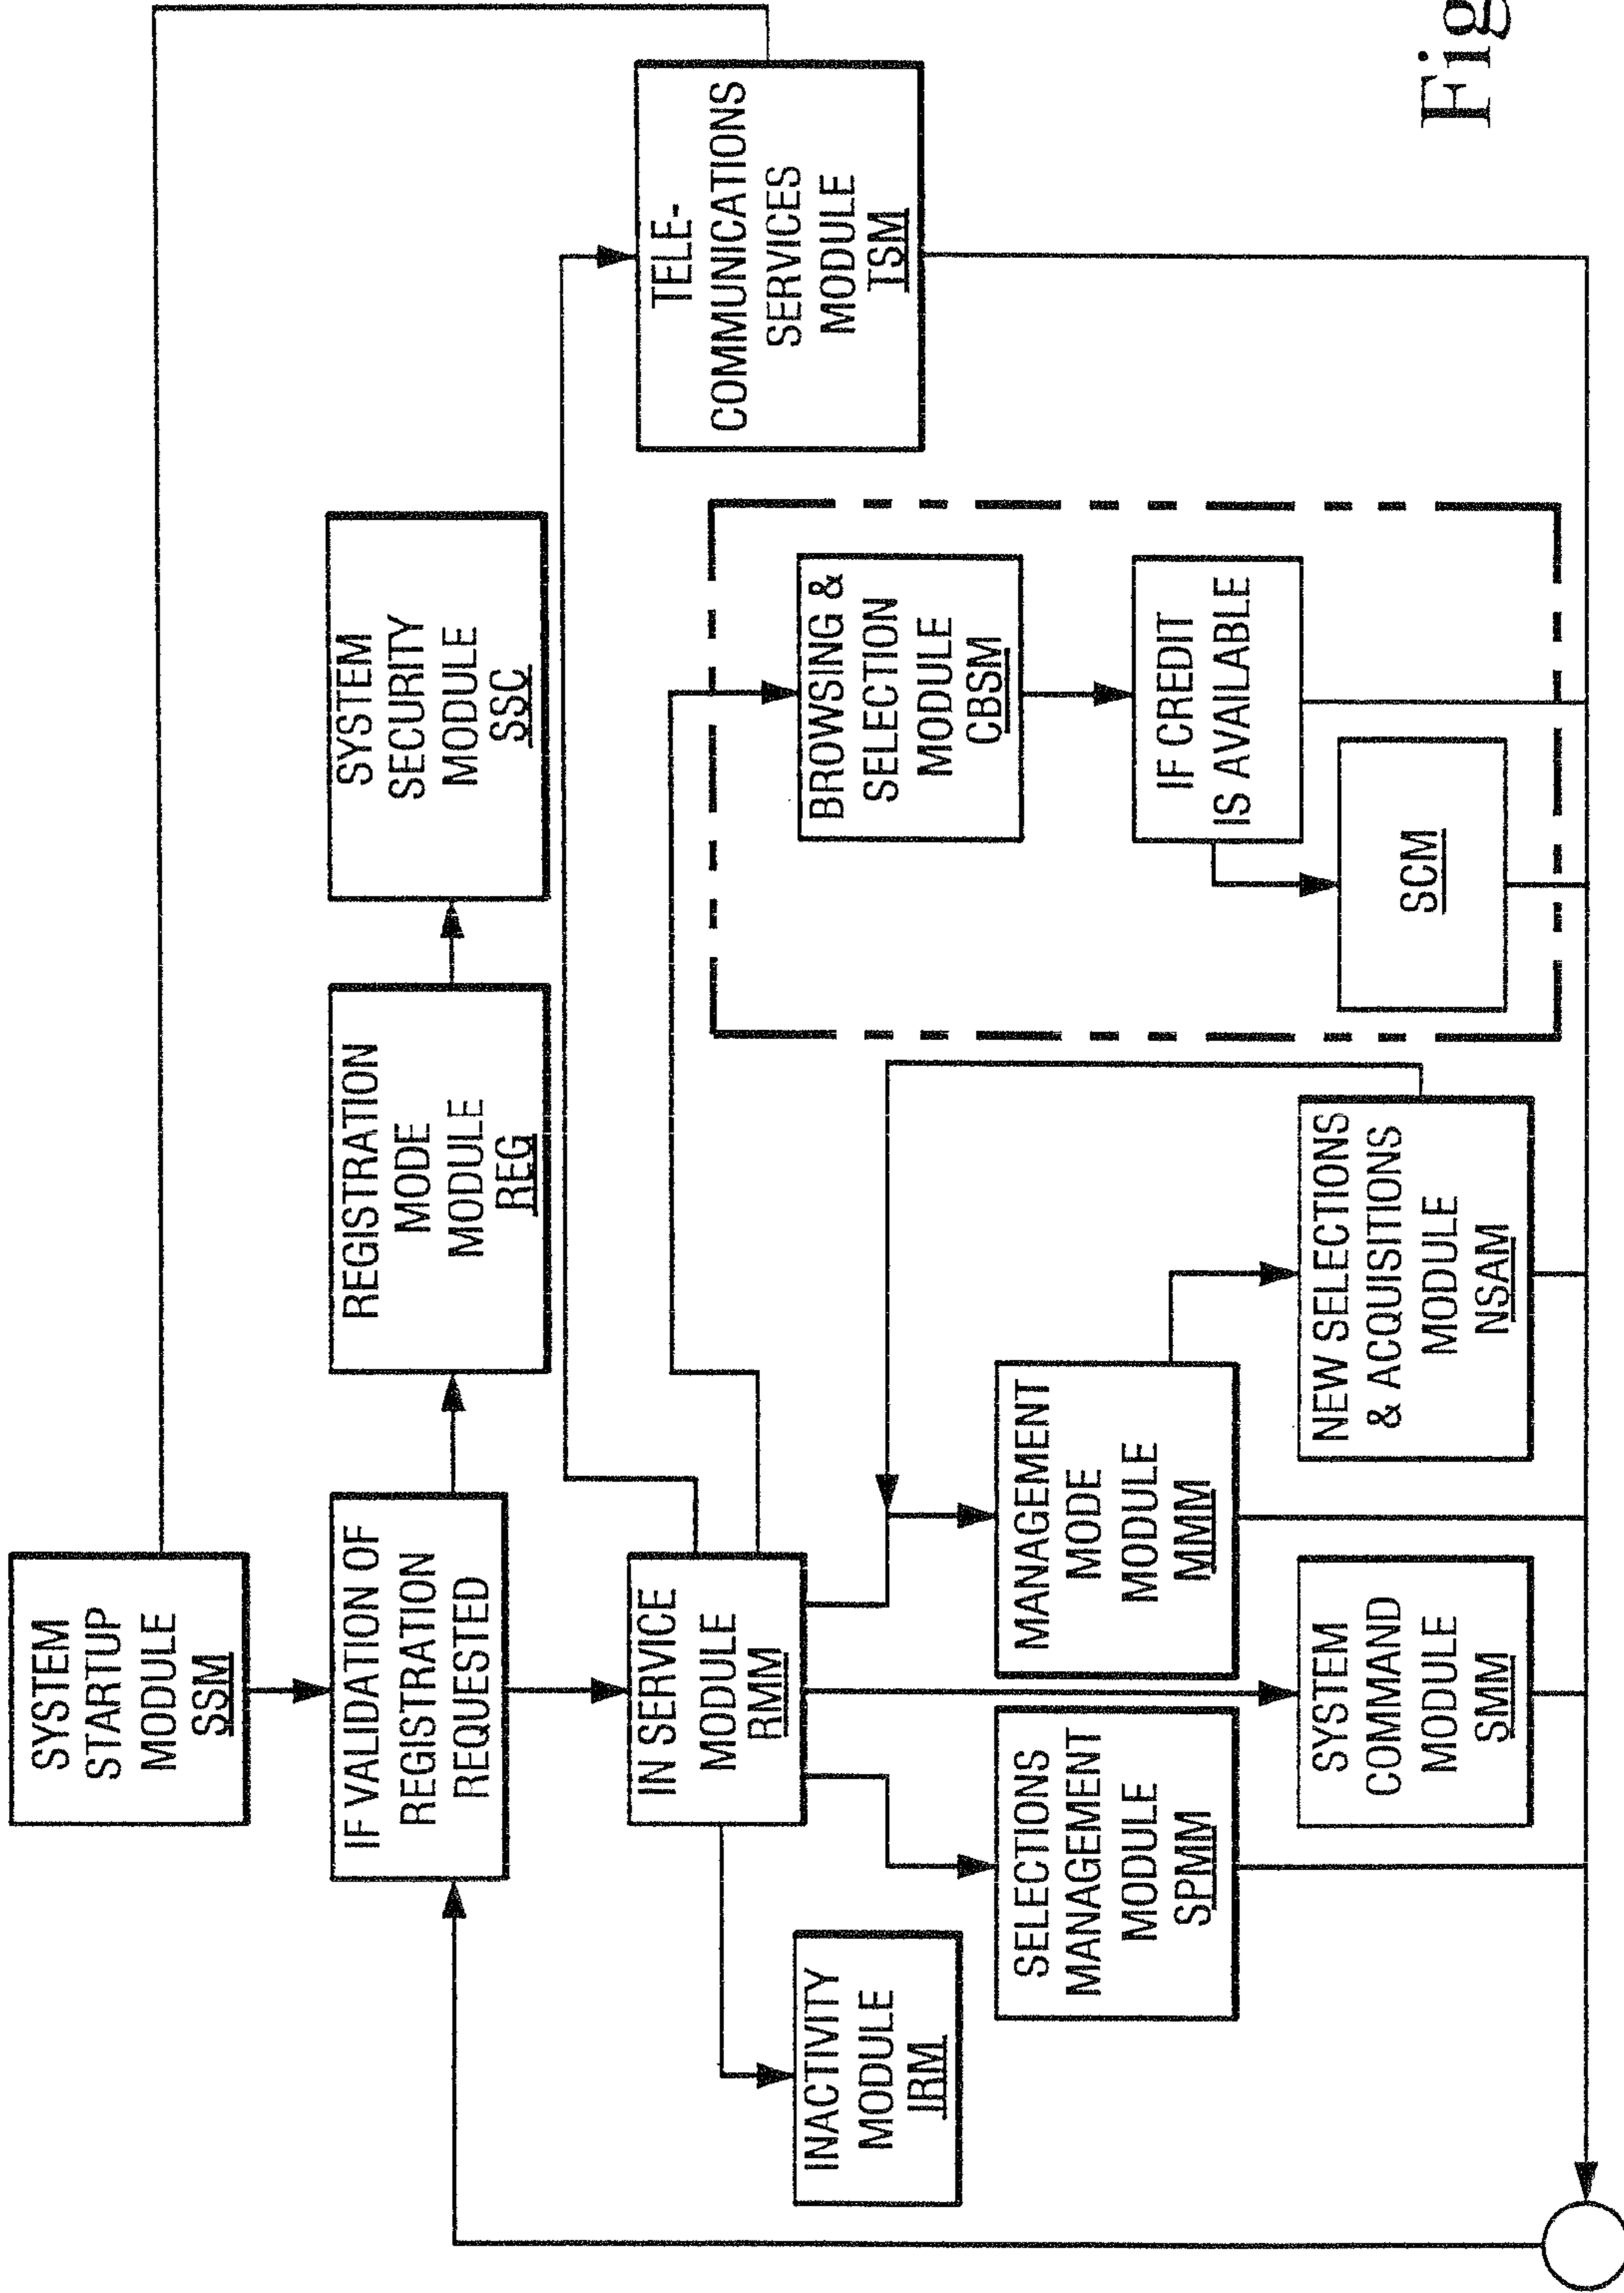 SYSTEM
STARTUP
MODULE
SSM
IF VALIDATION OF
REGISTRATION
REQUESTED
REGISTRATION
MODE
MODULE
REG
SYSTEM
SECURITY
MODULE
SSC
IN SERVICE
MODULE
RMM
TELE-
COMMUNICATIONS
SERVICES
MODULE
TSM
INACTIVITY
MODULE
IRM
BROWSING &
SELECTION
MODULE
CBSM
SELECTIONS
MANAGEMENT
MODULE
SPMM
MANAGEMENT
MODE
MODULE
MMM
IF CREDIT
IS AVAILABLE
SYSTEM
COMMAND
MODULE
SMM
NEW SELECTIONS
& ACQUISITIONS
MODULE
NSAM
SCM
Fig